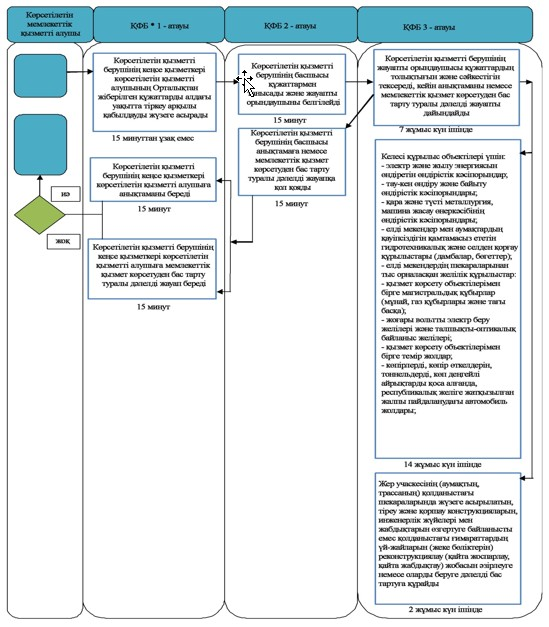 Көрсетілетін
мемлекеттік
қызметті алушы
ҚФБ * 1 - атауы
ҚФБ 2 - атауы
ҚФБ 3 - атауы
Көрсетілетін қызметті
берушінің кеңсе қызметкері
көрсетілетін қызметті
алушының Орталықтан
жіберілген құжаттарды алдағы
уақытта тіркеу арқылы
қабылдауды жүзеге асырады
15 минуттан ұзақ емес
Көрсетілетін қызметті
берушінің басшысы
құжаттармен
танысады және жауапты
орындаушыны белгілейді
15 минут
Көрсетілетін қызметті берушінің
жауапты орындаушысы құжаттардың
толықтығын және сәйкестігін
тексереді, кейін анықтаманы немесе
мемлекеттік қызмет көрсетуден бас
тарту туралы дәлелді жауапты
дайындайды
7 жұмыс күн ішінде
Көрсетілетін қызметті
берушінің басшысы
анықтамаға немесе
мемлекеттік қызмет
көрсетуден бас тарту
туралы дәлелді жауапқа
қол қояды
15 минут
Көрсетілетін қызметті
берушінің кеңсе қызметкері
көрсетілетін қызметті алушыға
анықтаманы береді
15 минут
иә
жоқ
Көрсетілетін қызметті берушінің
кеңсе қызметкері көрсетілетін
қызметті алушыға мемлекеттік
қызмет көрсетуден бас тарту
туралы дәлелді жауап береді
15 минут
Келесі құрылыс объектілері үшін:
- электр және жылу энергиясын
өндіретін өндірістік кәсіпорындар;
- тау-кен өндіру және байыту
өндірістік кәсіпорындары;
- қара және түсті металлургия,
машина жасау өнеркәсібінің
өндірістік кәсіпорындары;
- елді мекендер мен аумақтардың
қауіпсіздігін қамтамасыз ететін
гидротехникалық және селден қорғау
құрылыстары (дамбалар, бөгеттер);
- елді мекендердің шекараларынан
тыс орналасқан желілік құрылыстар:
- қызмет көрсету объектілерімен
бірге магистральдық құбырлар
(мұнай, газ құбырлары және тағы
басқа);
- жоғары вольтты электр беру
желілері және талшықты-оптикалық
байланыс желілері;
- қызмет көрсету объектілерімен
бірге темір жолдар;
- көпірлерді, көпір өткелдерін,
тоннельдерді, көп деңгейлі
айрықтарды қоса алғанда,
республикалық желіге жатқызылған
жалпы пайдаланудағы автомобиль
жолдары;
14 жұмыс күн ішінде
Жер учаскесінің (аумақтың,
трассаның) қолданыстағы
шекараларында жүзеге асырылатын,
тіреу және қоршау конструкцияларын,
инженерлік жүйелері мен
жабдықтарын өзгертуге байланысты
емес қолданыстағы ғимараттардың
үй-жайларын (жеке бөліктерін)
реконструкциялау (қайта жоспарлау,
қайта жабдықтау) жобасын әзірлеуге
немесе оларды беруге дәлелді бас
тартуға құрайды
2 жұмыс күн ішінде